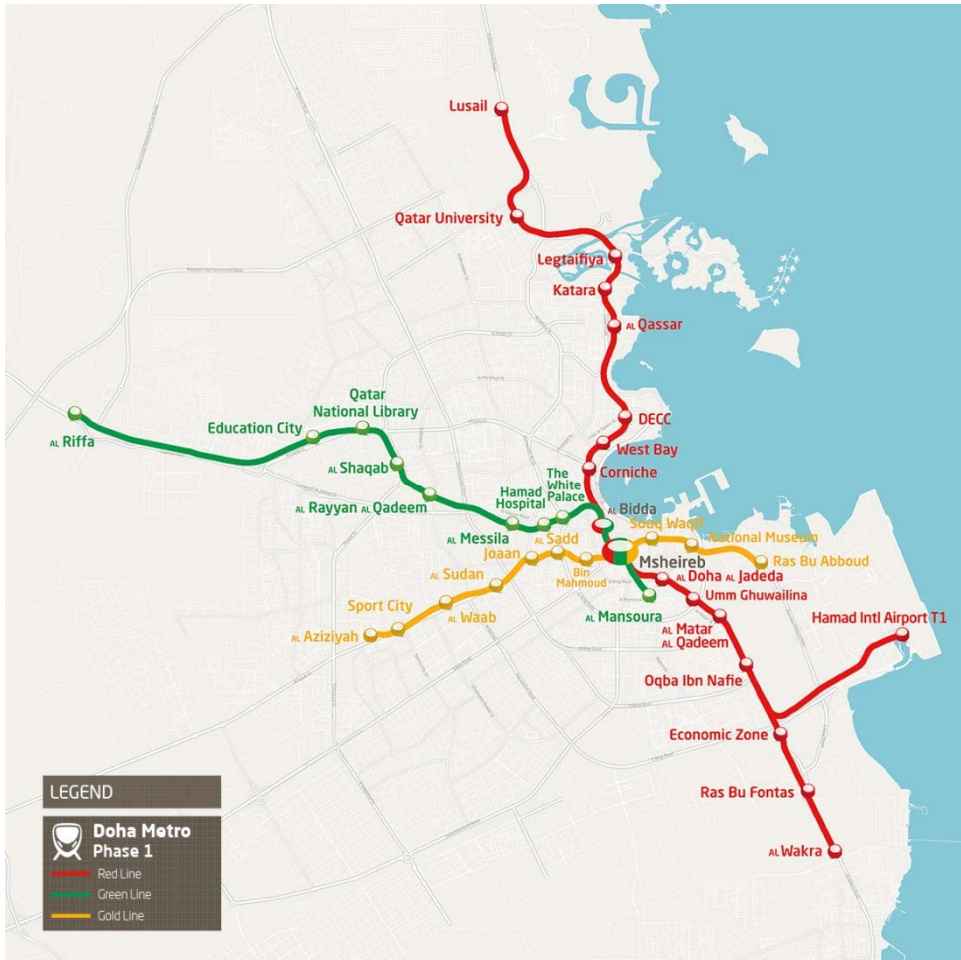 Lusail
Qatar University
Legtaifiya
Katara
AL Qassar
DECC
West Bay
Corniche
AL Bidda
Msheireb
Qatar
National Library
Education City
AL Riffa
AL Shaqab
AL Rayyan AL Qadeem
AL Messila
Hamad
Hospital
The
White
Palace
AL Mansoura
Souq Waqif
National Museum
Ras Bu Abboud
AL Sadd
Bin
Mahmoud
Joaan
AL Sudan
AL Waab
Sport City
AL Aziziyah
AL Doha AL Jadeda
Umm Ghuwailina
AL Matar
AL Qadeem
Oqba Ibn Nafie
Hamad Intl Airport T1
Economic Zone
Ras Bu Fontas
AL Wakra
LEGEND
Doha Metro
Phase 1
Red Line
Green Line
Gold Line